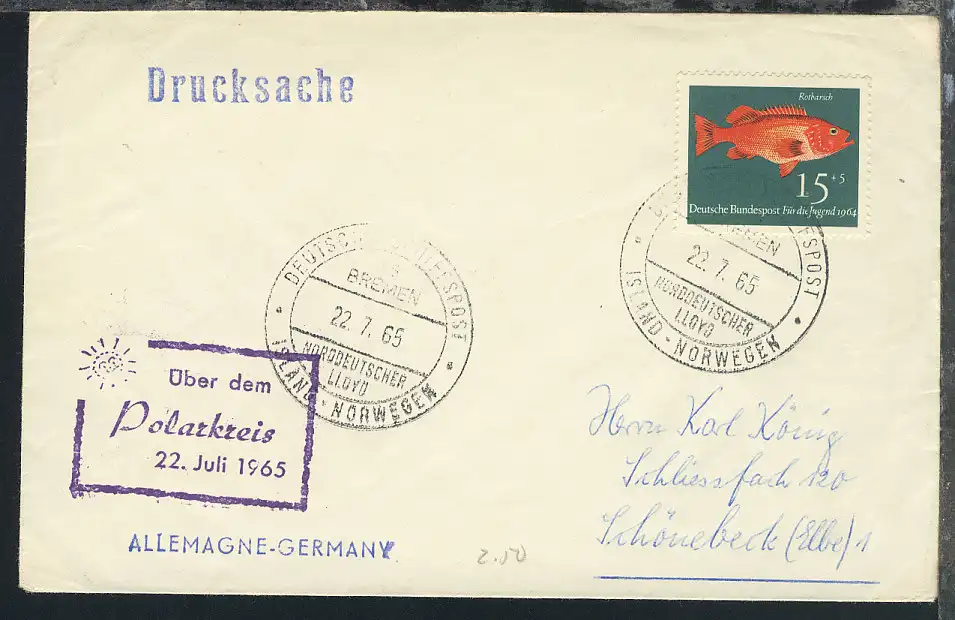 Drucksache
Rotbarsch
15 + 5
Deutsche Bundespost Für die Jugend 1964
DEUTSCHE SCHIFFSPOST
BREMEN
22. 7. 65
NORDDEUTSCHER
LLOYD
ISLAND - NORWEGEN
BREMEN
22. 7. 65
NORDDEUTSCHER
LLOYD
ISLAND - NORWEGEN
Über dem
Polarkreis
22. Juli 1965
Herrn Karl König
Schliessfach 120
Schönebeck (Elbe) 1
ALLEMAGNE-GERMANY
2.50